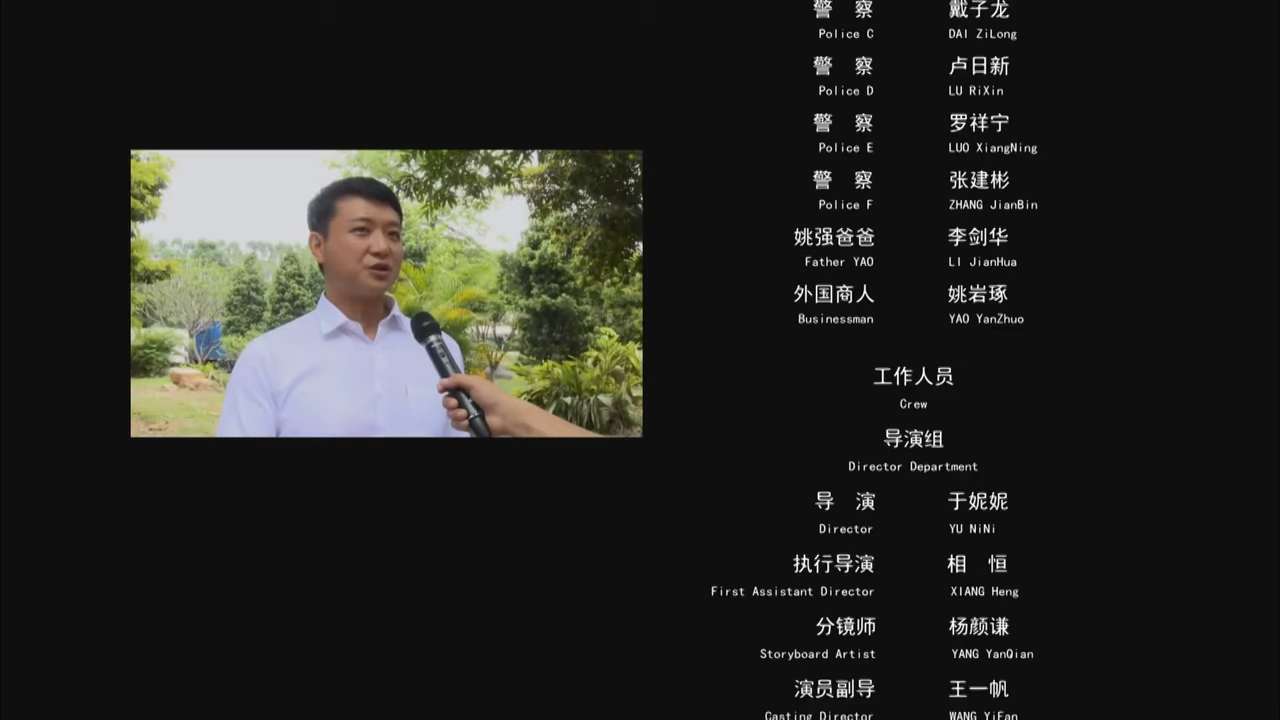 警 察 戴子龙
Police C DAI ZiLong
警 察 卢日新
Police D LU RiXin
警 察 罗祥宁
Police E LUO XiangNing
警 察 张建彬
Police F ZHANG JianBin
姚强爸爸 李剑华
Father YAO LI JianHua
外国商人 姚岩琢
Businessman YAO YanZhuo
工作人员
Crew
导演组
Director Department
导 演 于妮妮
Director YU NiNi
执行导演 相 恒
First Assistant Director XIANG Heng
分镜师 杨颜谦
Storyboard Artist YANG YanQian
演员副导 王一帆
Casting Director WANG YiFan